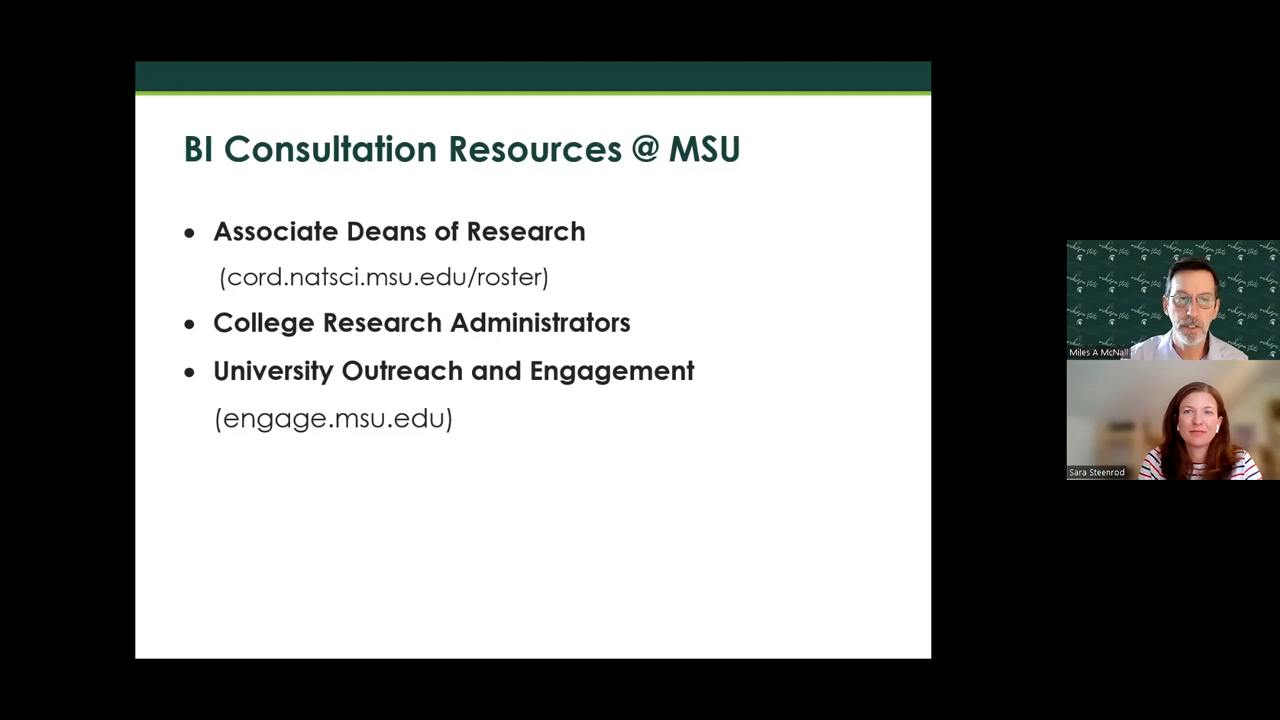 BI Consultation Resources @ MSU
• Associate Deans of Research
(cord.natsci.msu.edu/roster)
• College Research Administrators
• University Outreach and Engagement
(engage.msu.edu)
Miles A McNall
Sara Steenrod